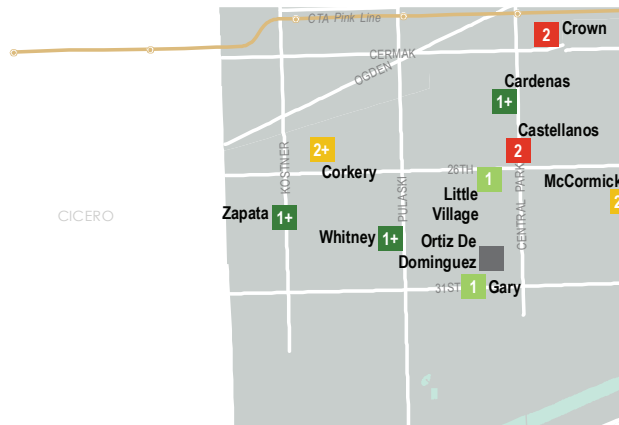 CTA Pink Line
2 Crown
CERMAK
OGDEN
Cardenas
1+
Castellanos
2
2+
Corkery
KOSTNER
26TH
1
Little
Village
CENTRAL PARK
McCormick
2
CICERO
Zapata 1+
PULASKI
Whitney 1+
Ortiz De
Dominguez
31ST 1 Gary